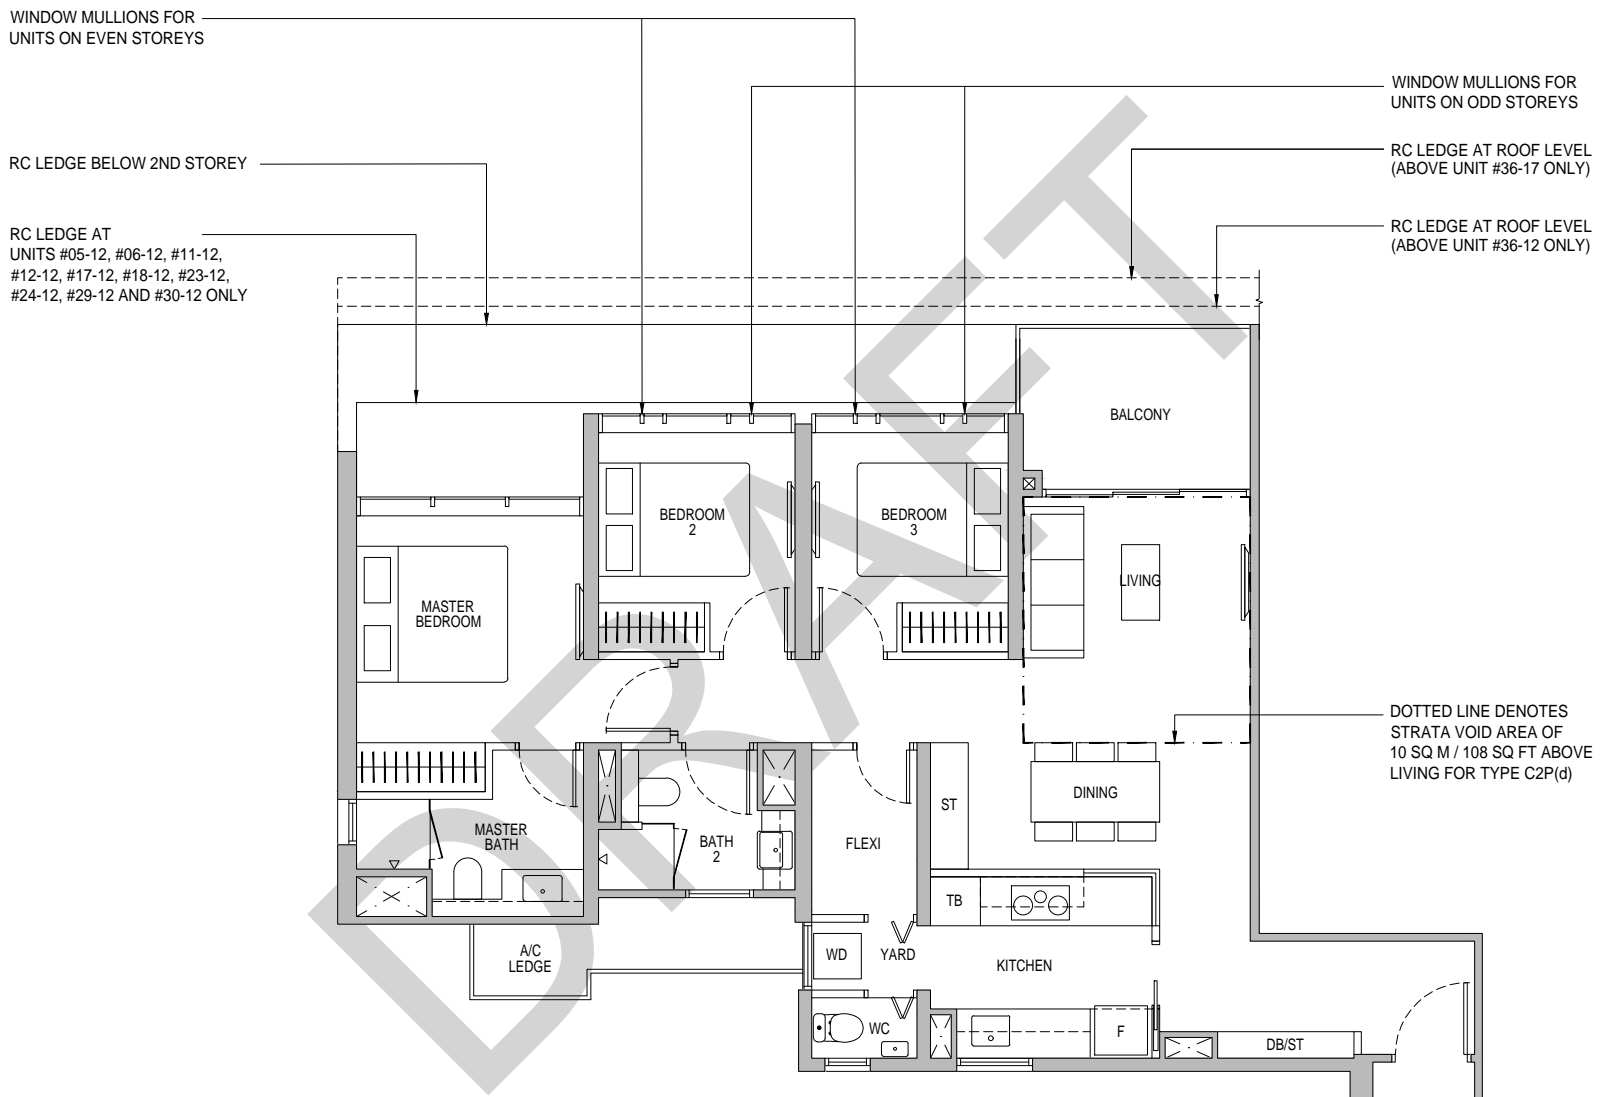 WINDOW MULLIONS FOR
UNITS ON EVEN STOREYS
WINDOW MULLIONS FOR
UNITS ON ODD STOREYS
RC LEDGE BELOW 2ND STOREY
RC LEDGE AT ROOF LEVEL
(ABOVE UNIT #36-17 ONLY)
RC LEDGE AT
UNITS #05-12, #06-12, #11-12,
#12-12, #17-12, #18-12, #23-12,
#24-12, #29-12 AND #30-12 ONLY
RC LEDGE AT ROOF LEVEL
(ABOVE UNIT #36-12 ONLY)
BALCONY
BEDROOM
2
BEDROOM
3
LIVING
MASTER
BEDROOM
DOTTED LINE DENOTES
STRATA VOID AREA OF
10 SQ M / 108 SQ FT ABOVE
LIVING FOR TYPE C2P(d)
DINING
ST
MASTER
BATH
BATH
2
FLEXI
TB
A/C
LEDGE
WD
YARD
KITCHEN
WC
F
DB/ST
DRAFT